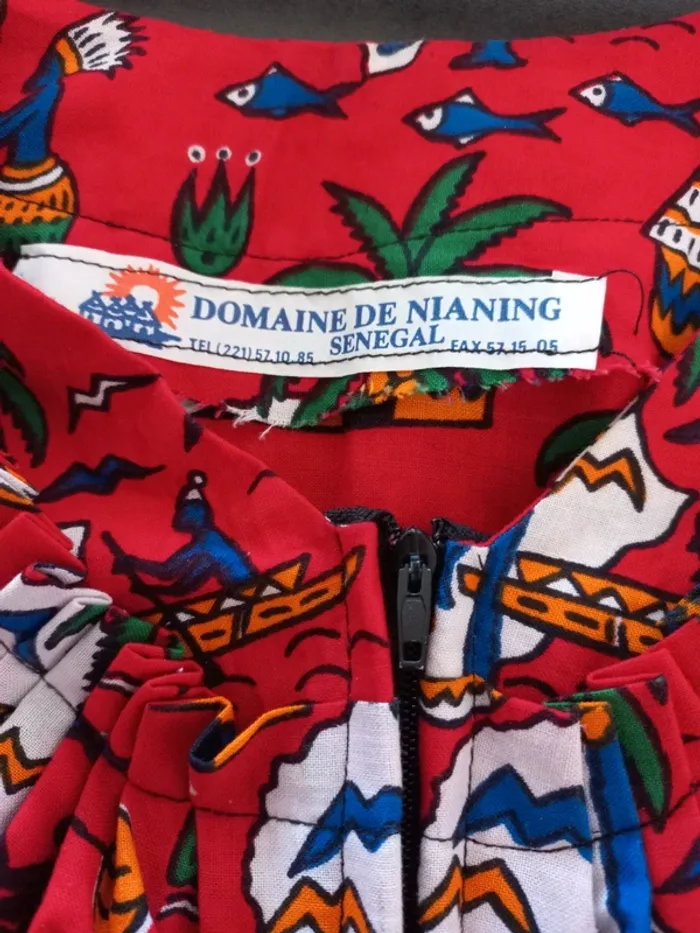 DOMAINE DE NIANING
SENEGAL
TEL (221) 57.10.85 FAX 57.15.05